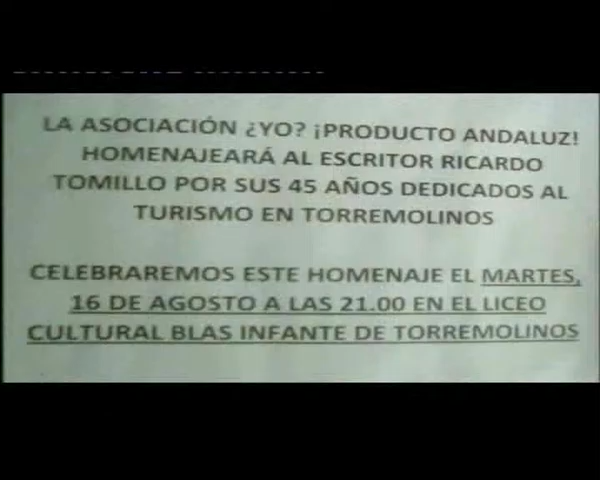 LA ASOCIACIÓN ¿YO? ¡PRODUCTO ANDALUZ!
HOMENAJEARÁ AL ESCRITOR RICARDO
TOMILLO POR SUS 45 AÑOS DEDICADOS AL
TURISMO EN TORREMOLINOS
CELEBRAREMOS ESTE HOMENAJE EL MARTES,
16 DE AGOSTO A LAS 21.00 EN EL LICEO
CULTURAL BLAS INFANTE DE TORREMOLINOS